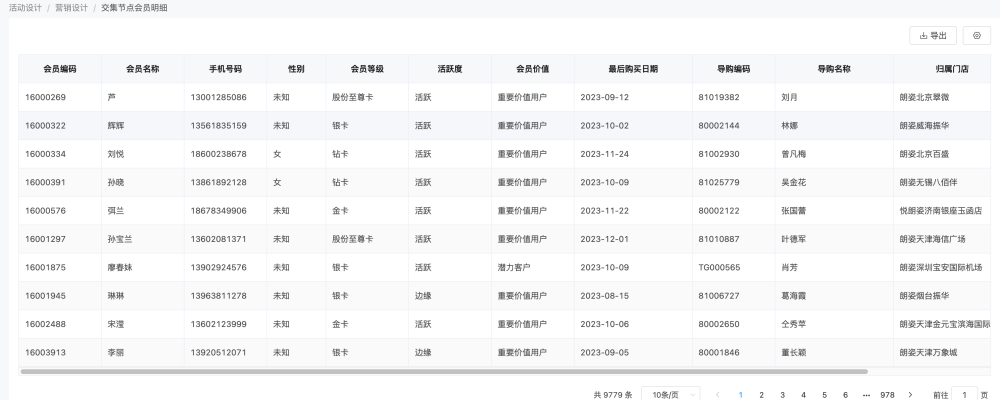 活动设计 / 营销设计 / 交集节点会员明细
导出
会员编码 会员名称 手机号码 性别 会员等级 活跃度 会员价值 最后购买日期 导购编码 导购名称 归属门店
16000269 芦 13001285086 未知 股份至尊卡 活跃 重要价值用户 2023-09-12 81019382 刘月 朗姿北京翠微
16000322 辉辉 13561835159 未知 银卡 活跃 重要价值用户 2023-10-02 80002144 林娜 朗姿威海振华
16000334 刘悦 18600238678 女 钻卡 活跃 重要价值用户 2023-11-24 81002930 曾凡梅 朗姿北京百盛
16000391 孙晓 13861892128 女 钻卡 活跃 重要价值用户 2023-10-09 81025779 吴金花 朗姿无锡八佰伴
16000576 弭兰 18678349906 未知 金卡 活跃 重要价值用户 2023-11-22 80002122 张国蕾 悦朗姿济南银座玉函店
16001297 孙宝兰 13602081371 未知 股份至尊卡 活跃 重要价值用户 2023-12-01 81010887 叶德军 朗姿天津海信广场
16001875 廖春妹 13902924576 未知 银卡 活跃 潜力客户 2023-10-09 TG000565 肖芳 朗姿深圳宝安国际机场
16001945 琳琳 13963811278 未知 银卡 边缘 重要价值用户 2023-08-15 81006727 葛海霞 朗姿烟台振华
16002488 宋滢 13602123999 未知 金卡 活跃 重要价值用户 2023-10-06 80002650 仝秀苹 朗姿天津金元宝滨海国际
16003913 李丽 13920512071 未知 银卡 边缘 重要价值用户 2023-09-05 80001846 董长颖 朗姿天津万象城
共 9779 条 10条/页 1 2 3 4 5 6 ••• 978 前往 1 页